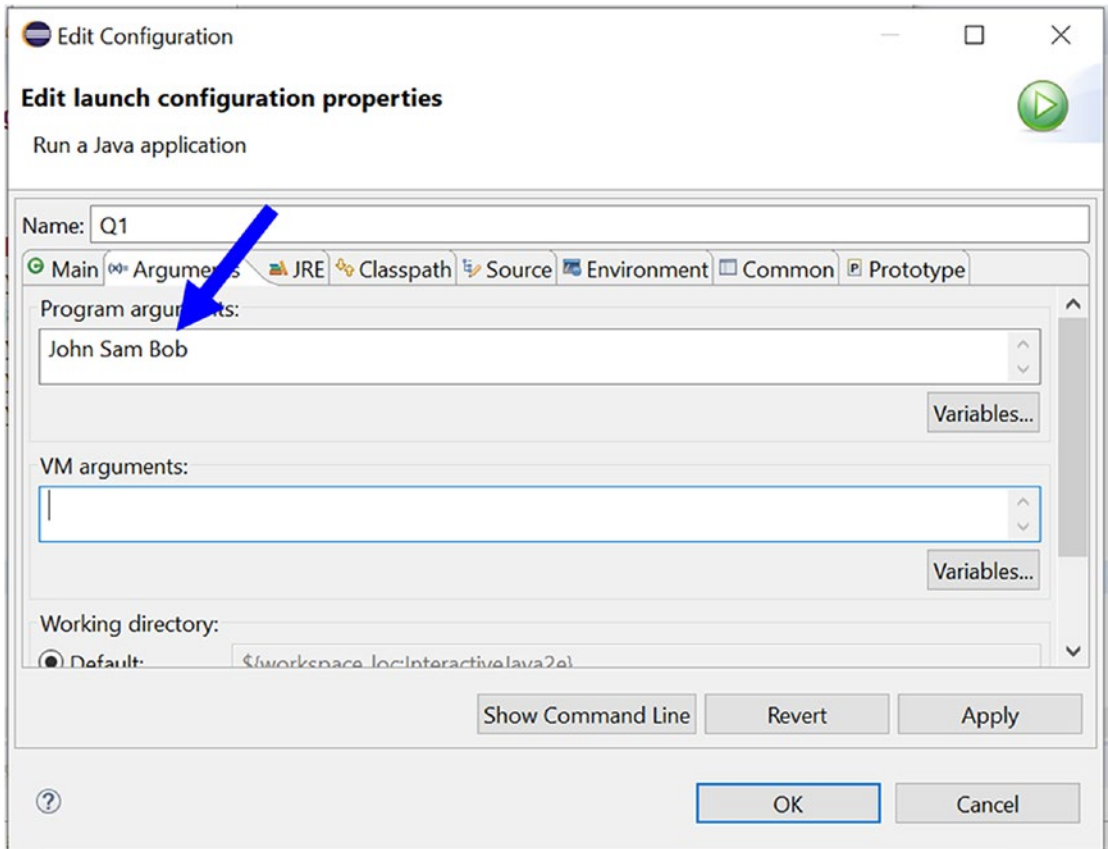 Edit Configuration
Edit launch configuration properties
Run a Java application
Name: Q1
Main Arguments JRE Classpath Source Environment Common Prototype
Program arguments:
John Sam Bob
Variables...
VM arguments:
Variables...
Working directory:
Default: ${workspace_loc:InteractiveJava2e}
Show Command Line Revert Apply
OK Cancel